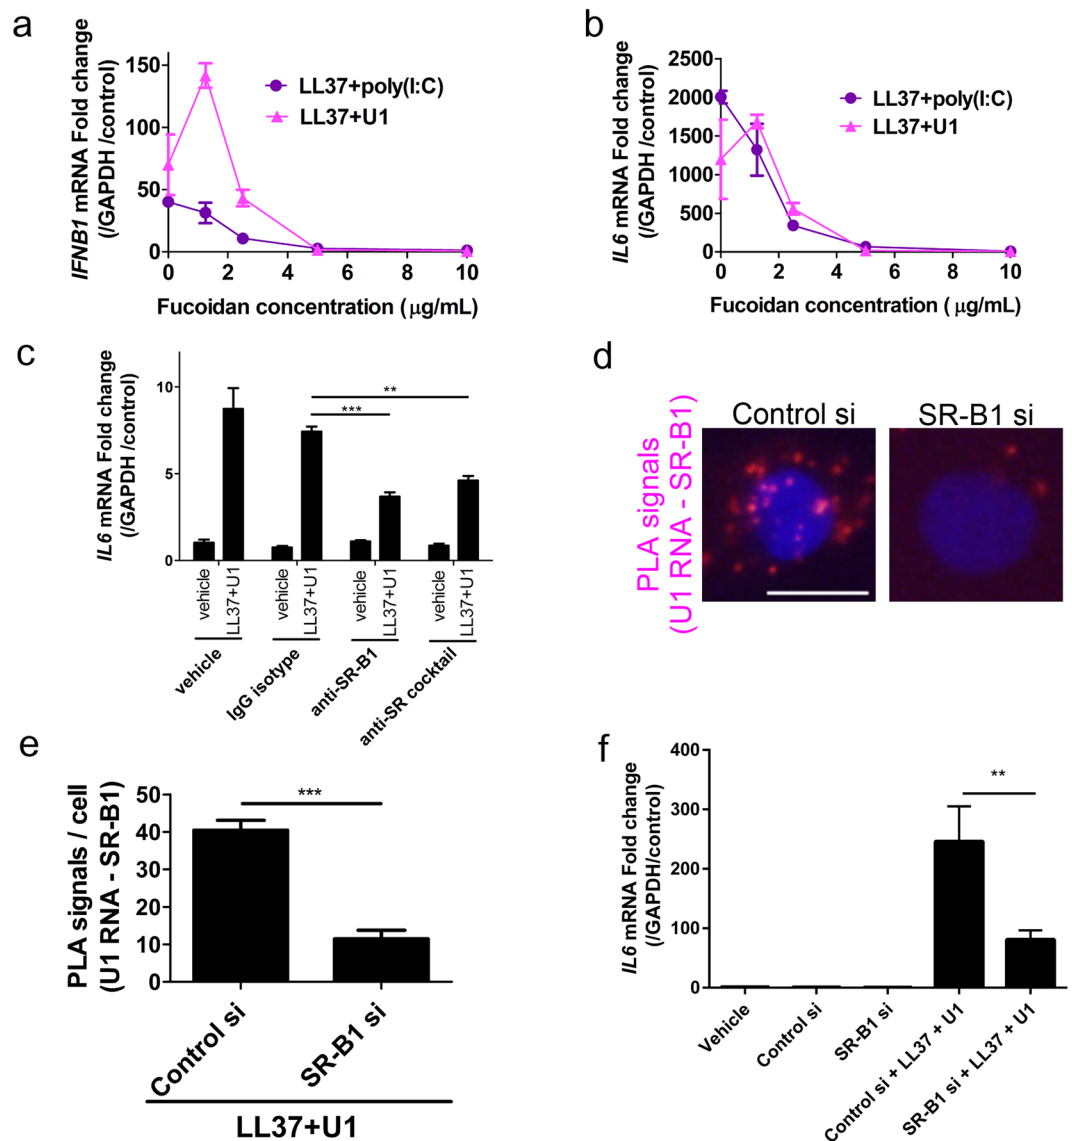 a
IFNB1 mRNA Fold change
(/GAPDH /control)
150
100
50
0
0 2 4 6 8 10
Fucoidan concentration ( μg/mL)
LL37+poly(I:C)
LL37+U1
b
IL6 mRNA Fold change
(/GAPDH /control)
2500
2000
1500
1000
500
0
0 2 4 6 8 10
Fucoidan concentration ( μg/mL)
LL37+poly(I:C)
LL37+U1
c
IL6 mRNA Fold change
(/GAPDH /control)
10
5
0
**
***
vehicle
LL37+U1
vehicle
LL37+U1
vehicle
LL37+U1
vehicle
LL37+U1
vehicle
IgG isotype
anti-SR-B1
anti-SR cocktail
d
PLA signals
(U1 RNA - SR-B1)
Control si
SR-B1 si
e
PLA signals / cell
(U1 RNA - SR-B1)
50
40
30
20
10
0
***
Control si
SR-B1 si
LL37+U1
f
IL6 mRNA Fold change
(/GAPDH/control)
400
300
200
100
0
**
Vehicle
Control si
SR-B1 si
Control si + LL37 + U1
SR-B1 si + LL37 + U1